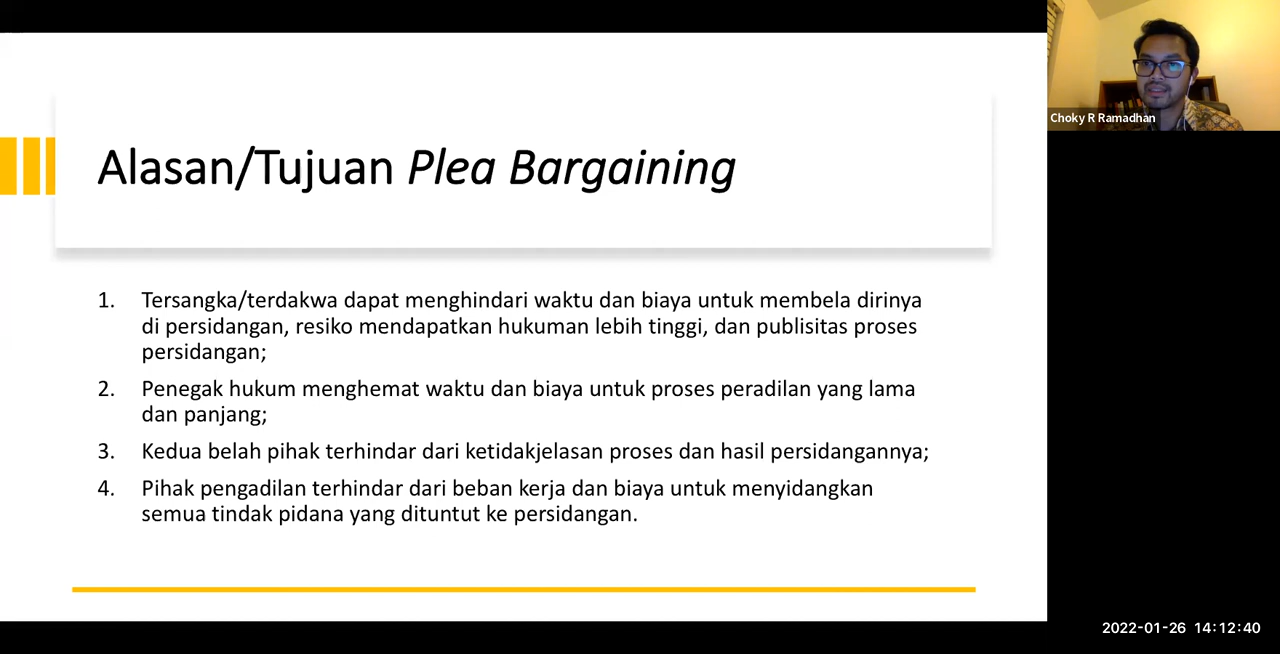 Alasan/Tujuan Plea Bargaining
1. Tersangka/terdakwa dapat menghindari waktu dan biaya untuk membela dirinya
di persidangan, resiko mendapatkan hukuman lebih tinggi, dan publisitas proses
persidangan;
2. Penegak hukum menghemat waktu dan biaya untuk proses peradilan yang lama
dan panjang;
3. Kedua belah pihak terhindar dari ketidakjelasan proses dan hasil persidangannya;
4. Pihak pengadilan terhindar dari beban kerja dan biaya untuk menyidangkan
semua tindak pidana yang dituntut ke persidangan.
Choky R Ramadhan
2022-01-26 14:12:40